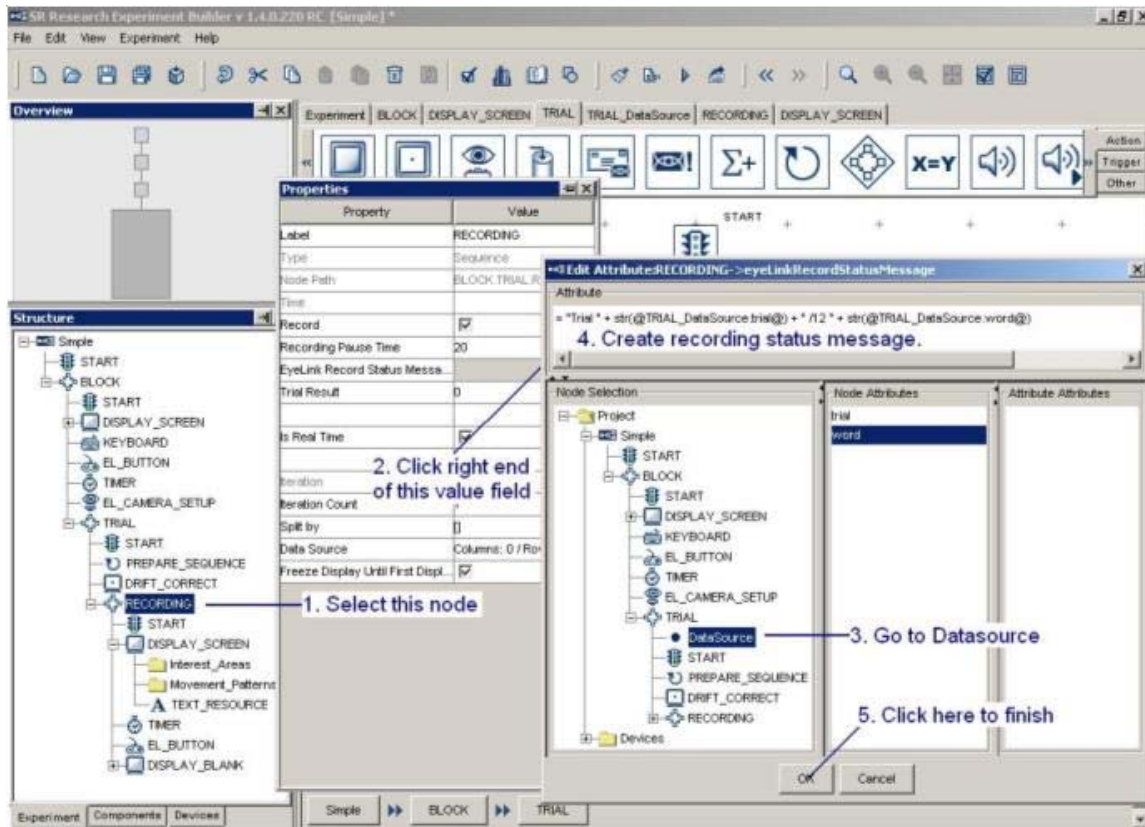 SR Research Experiment Builder v 1.4.0.220 RC [Simple] *
File Edit View Experiment Help
Overview
Experiment BLOCK DISPLAY_SCREEN TRIAL TRIAL_DataSource RECORDING DISPLAY_SCREEN
Σ+ X=Y
Action
Trigger
Other
Properties
Property Value
Label RECORDING
Type Sequence
Node Path BLOCK.TRIAL.R
Time
Record
Recording Pause Time 20
EyeLink Record Status Messa...
Trial Result 0
Is Real Time
Iteration
Iteration Count
Split by []
Data Source Columns: 0 / Ro
Freeze Display Until First Displ...
2. Click right end
of this value field
START
Structure
Simple
START
BLOCK
START
DISPLAY_SCREEN
KEYBOARD
EL_BUTTON
TIMER
EL_CAMERA_SETUP
TRIAL
START
PREPARE_SEQUENCE
DRIFT_CORRECT
RECORDING
1. Select this node
START
DISPLAY_SCREEN
Interest_Areas
Movement_Patterns
A TEXT_RESOURCE
TIMER
EL_BUTTON
DISPLAY_BLANK
Experiment Components Devices
Edit Attribute:RECORDING->eyeLinkRecordStatusMessage
Attribute
= "Trial " + str(@TRIAL_DataSource.trial@) + " /12 " + str(@TRIAL_DataSource.word@)
4. Create recording status message.
Node Selection
Project
Simple
START
BLOCK
START
DISPLAY_SCREEN
KEYBOARD
EL_BUTTON
TIMER
EL_CAMERA_SETUP
TRIAL
DataSource
3. Go to Datasource
START
PREPARE_SEQUENCE
DRIFT_CORRECT
RECORDING
Devices
Node Attributes
trial
word
Attribute Attributes
5. Click here to finish
OK Cancel
Simple BLOCK TRIAL